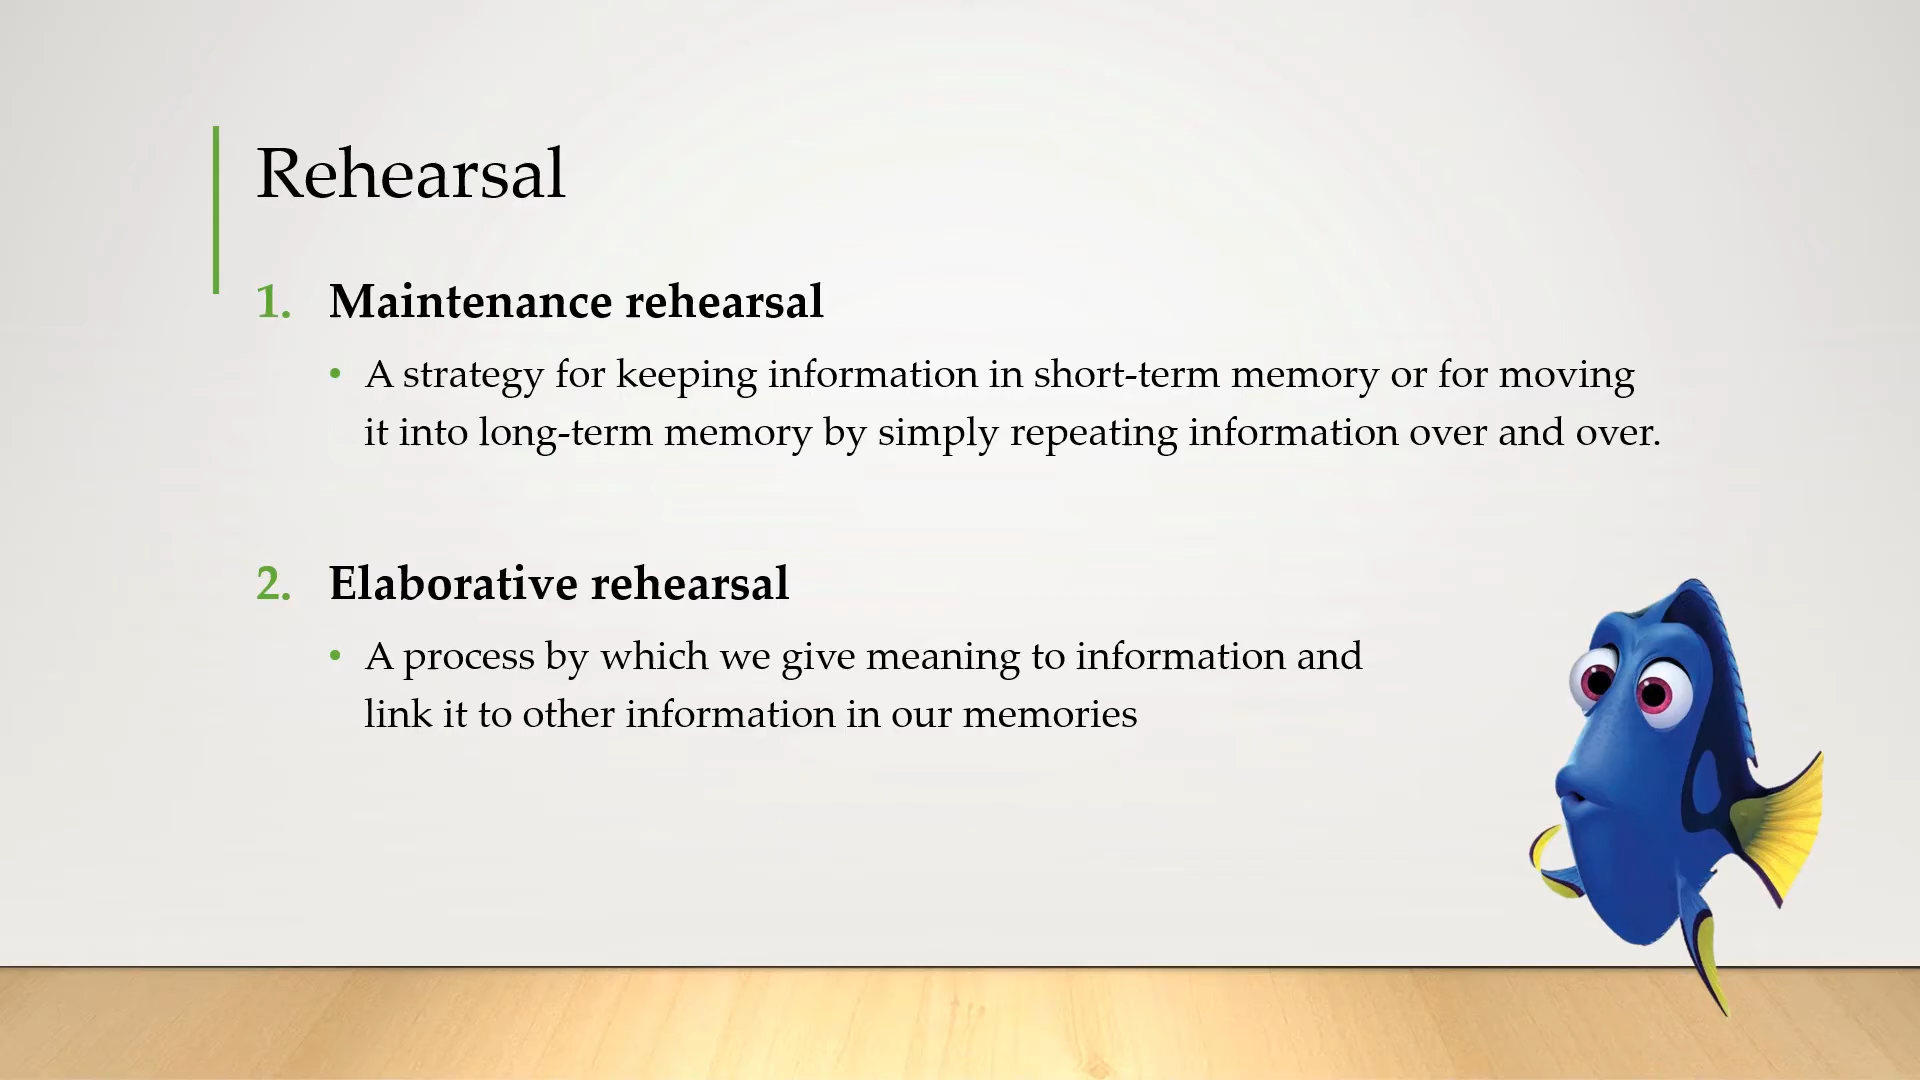 Rehearsal
1. Maintenance rehearsal
• A strategy for keeping information in short-term memory or for moving
it into long-term memory by simply repeating information over and over.
2. Elaborative rehearsal
• A process by which we give meaning to information and
link it to other information in our memories